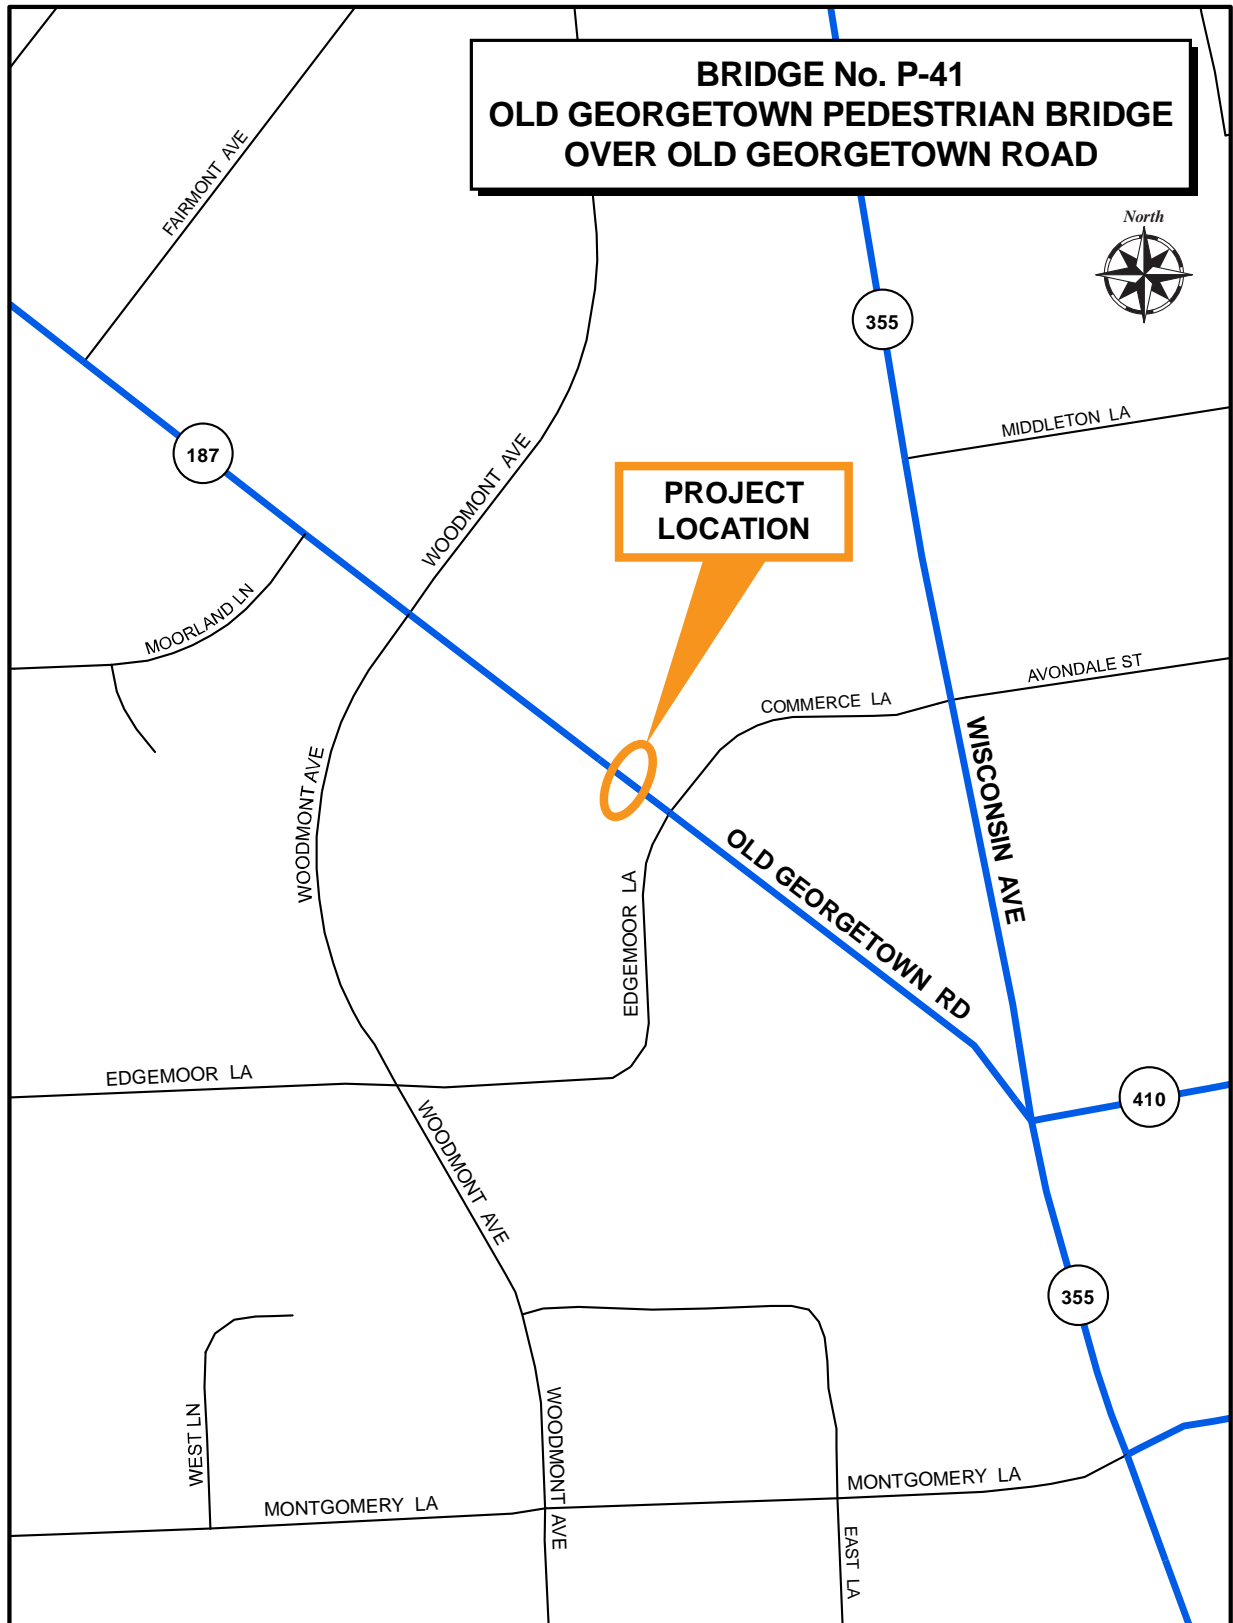 BRIDGE No. P-41
OLD GEORGETOWN PEDESTRIAN BRIDGE
OVER OLD GEORGETOWN ROAD
North
FAIRMONT AVE
355
MIDDLETON LA
187
WOODMONT AVE
PROJECT
LOCATION
MOORLAND LN
AVONDALE ST
COMMERCE LA
WISCONSIN AVE
WOODMONT AVE
OLD GEORGETOWN RD
EDGEMOOR LA
EDGEMOOR LA
410
WOODMONT AVE
355
WEST LN
WOODMONT AVE
MONTGOMERY LA
MONTGOMERY LA
EAST LA